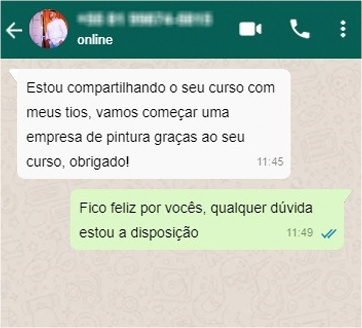 online
Estou compartilhando o seu curso com
meus tios, vamos começar uma
empresa de pintura graças ao seu
curso, obrigado!
11:45
Fico feliz por vocês, qualquer dúvida
estou a disposição
11:49